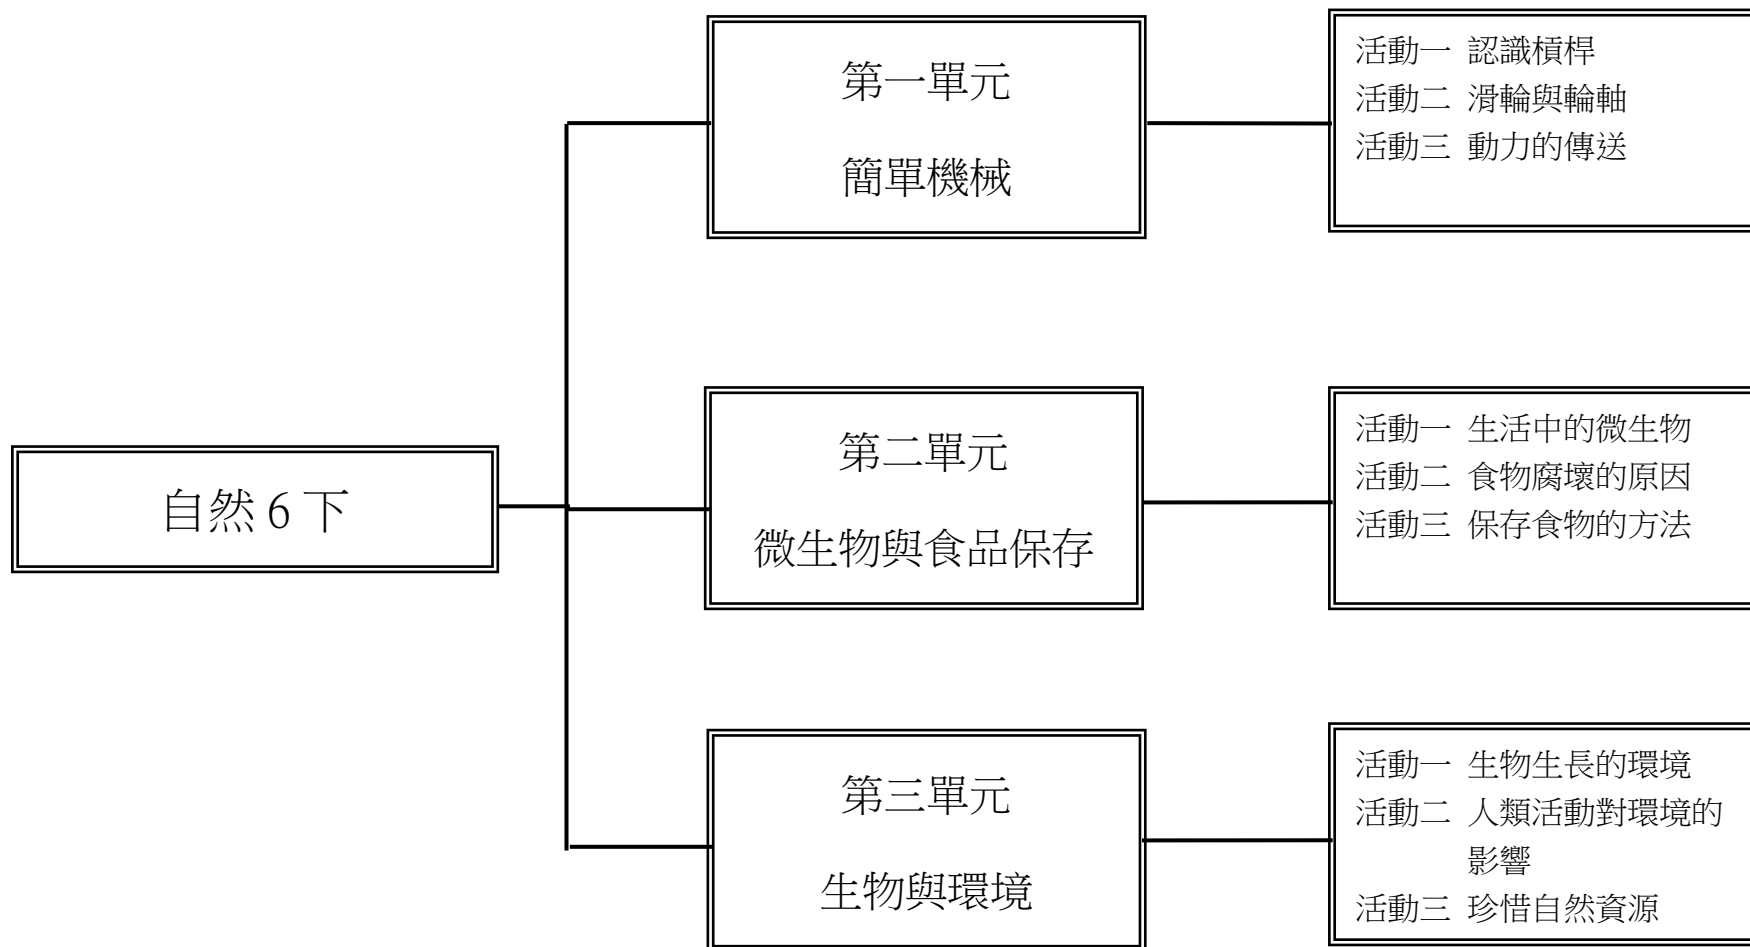 自然6下
第一單元
簡單機械
活動一 認識槓桿
活動二 滑輪與輪軸
活動三 動力的傳送
第二單元
微生物與食品保存
活動一 生活中的微生物
活動二 食物腐壞的原因
活動三 保存食物的方法
第三單元
生物與環境
活動一 生物生長的環境
活動二 人類活動對環境的
影響
活動三 珍惜自然資源